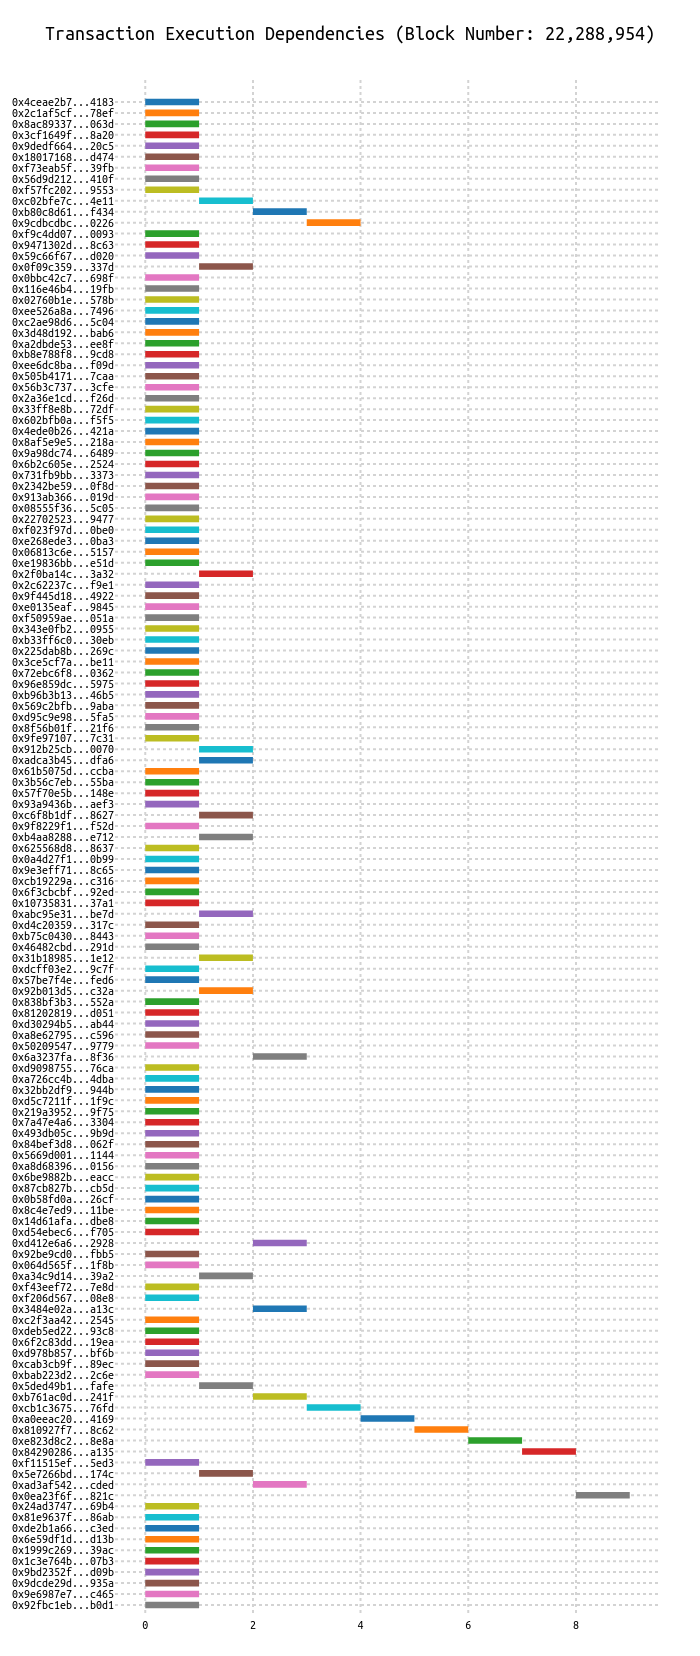 Transaction Execution Dependencies (Block Number: 22,288,954)
0x4ceae2b7...4183
0x2c1af5cf...78ef
0x8ac89337...063d
0x3cf1649f...8a20
0x9dedf664...20c5
0x18017168...d474
0xf73eab5f...39fb
0x56d9d212...410f
0xf57fc202...9553
0xc02bfe7c...4e11
0xb80c8d61...f434
0x9cdbcdbc...0226
0xf9c4dd07...0093
0x9471302d...8c63
0x59c66f67...d020
0x0f09c359...337d
0x0bbc42c7...698f
0x116e46b4...19fb
0x02760b1e...578b
0xee526a8a...7496
0xc2ae98d6...5c04
0x3d48d192...bab6
0xa2dbde53...ee8f
0xb8e788f8...9cd8
0xee6dc8ba...f09d
0x505b4171...7caa
0x56b3c737...3cfe
0x2a36e1cd...f26d
0x33ff8e8b...72df
0x602bfb0a...f5f5
0x4ede0b26...421a
0x8af5e9e5...218a
0x9a98dc74...6489
0x6b2c605e...2524
0x731fb9bb...3373
0x2342be59...0f8d
0x913ab366...019d
0x08555f36...5c05
0x22702523...9477
0xf023f97d...0be0
0xe268ede3...0ba3
0x06813c6e...5157
0xe19836bb...e51d
0x2f0ba14c...3a32
0x2c62237c...f9e1
0x9f445d18...4922
0xe0135eaf...9845
0xf50959ae...051a
0x343e0fb2...0955
0xb33ff6c0...30eb
0x225dab8b...269c
0x3ce5cf7a...be11
0x72ebc6f8...0362
0x96e859dc...5975
0xb96b3b13...46b5
0x569c2bfb...9aba
0xd95c9e98...5fa5
0x8f56b01f...21f6
0x9fe97107...7c31
0x912b25cb...0070
0xadca3b45...dfa6
0x61b5075d...ccba
0x3b56c7eb...55ba
0x57f70e5b...148e
0x93a9436b...aef3
0xc6f8b1df...8627
0x9f8229f1...f52d
0xb4aa8288...e712
0x625568d8...8637
0x0a4d27f1...0b99
0x9e3eff71...8c65
0xcb19229a...c316
0x6f3cbcbf...92ed
0x10735831...37a1
0xabc95e31...be7d
0xd4c20359...317c
0xb75c0430...8443
0x46482cbd...291d
0x31b18985...1e12
0xdcff03e2...9c7f
0x57be7f4e...fed6
0x92b013d5...c32a
0x838bf3b3...552a
0x81202819...d051
0xd30294b5...ab44
0xa8e62795...c596
0x50209547...9779
0x6a3237fa...8f36
0xd9098755...76ca
0xa726cc4b...4dba
0x32bb2df9...944b
0xd5c7211f...1f9c
0x219a3952...9f75
0x7a47e4a6...3304
0x493db05c...9b9d
0x84bef3d8...062f
0x5669d001...1144
0xa8d68396...0156
0x6be9882b...eacc
0x87cb827b...cb5d
0x0b58fd0a...26cf
0x8c4e7ed9...11be
0x14d61afa...dbe8
0xd54ebec6...f705
0xd412e6a6...2928
0x92be9cd0...fbb5
0x064d565f...1f8b
0xa34c9d14...39a2
0xf43eef72...7e8d
0xf206d567...08e8
0x3484e02a...a13c
0xc2f3aa42...2545
0xdeb5ed22...93c8
0x6f2c83dd...19ea
0xd978b857...bf6b
0xcab3cb9f...89ec
0xbab223d2...2c6e
0x5ded49b1...fafe
0xb761ac0d...241f
0xcb1c3675...76fd
0xa0eeac20...4169
0x810927f7...8c62
0xe823d8c2...8e8a
0x84290286...a135
0xf11515ef...5ed3
0x5e7266bd...174c
0xad3af542...cded
0x0ea23f6f...821c
0x24ad3747...69b4
0x81e9637f...86ab
0xde2b1a66...c3ed
0x6e59df1d...d13b
0x1999c269...39ac
0x1c3e764b...07b3
0x9bd2352f...d09b
0x9dcde29d...935a
0x9e6987e7...c465
0x92fbc1eb...b0d1
0 2 4 6 8